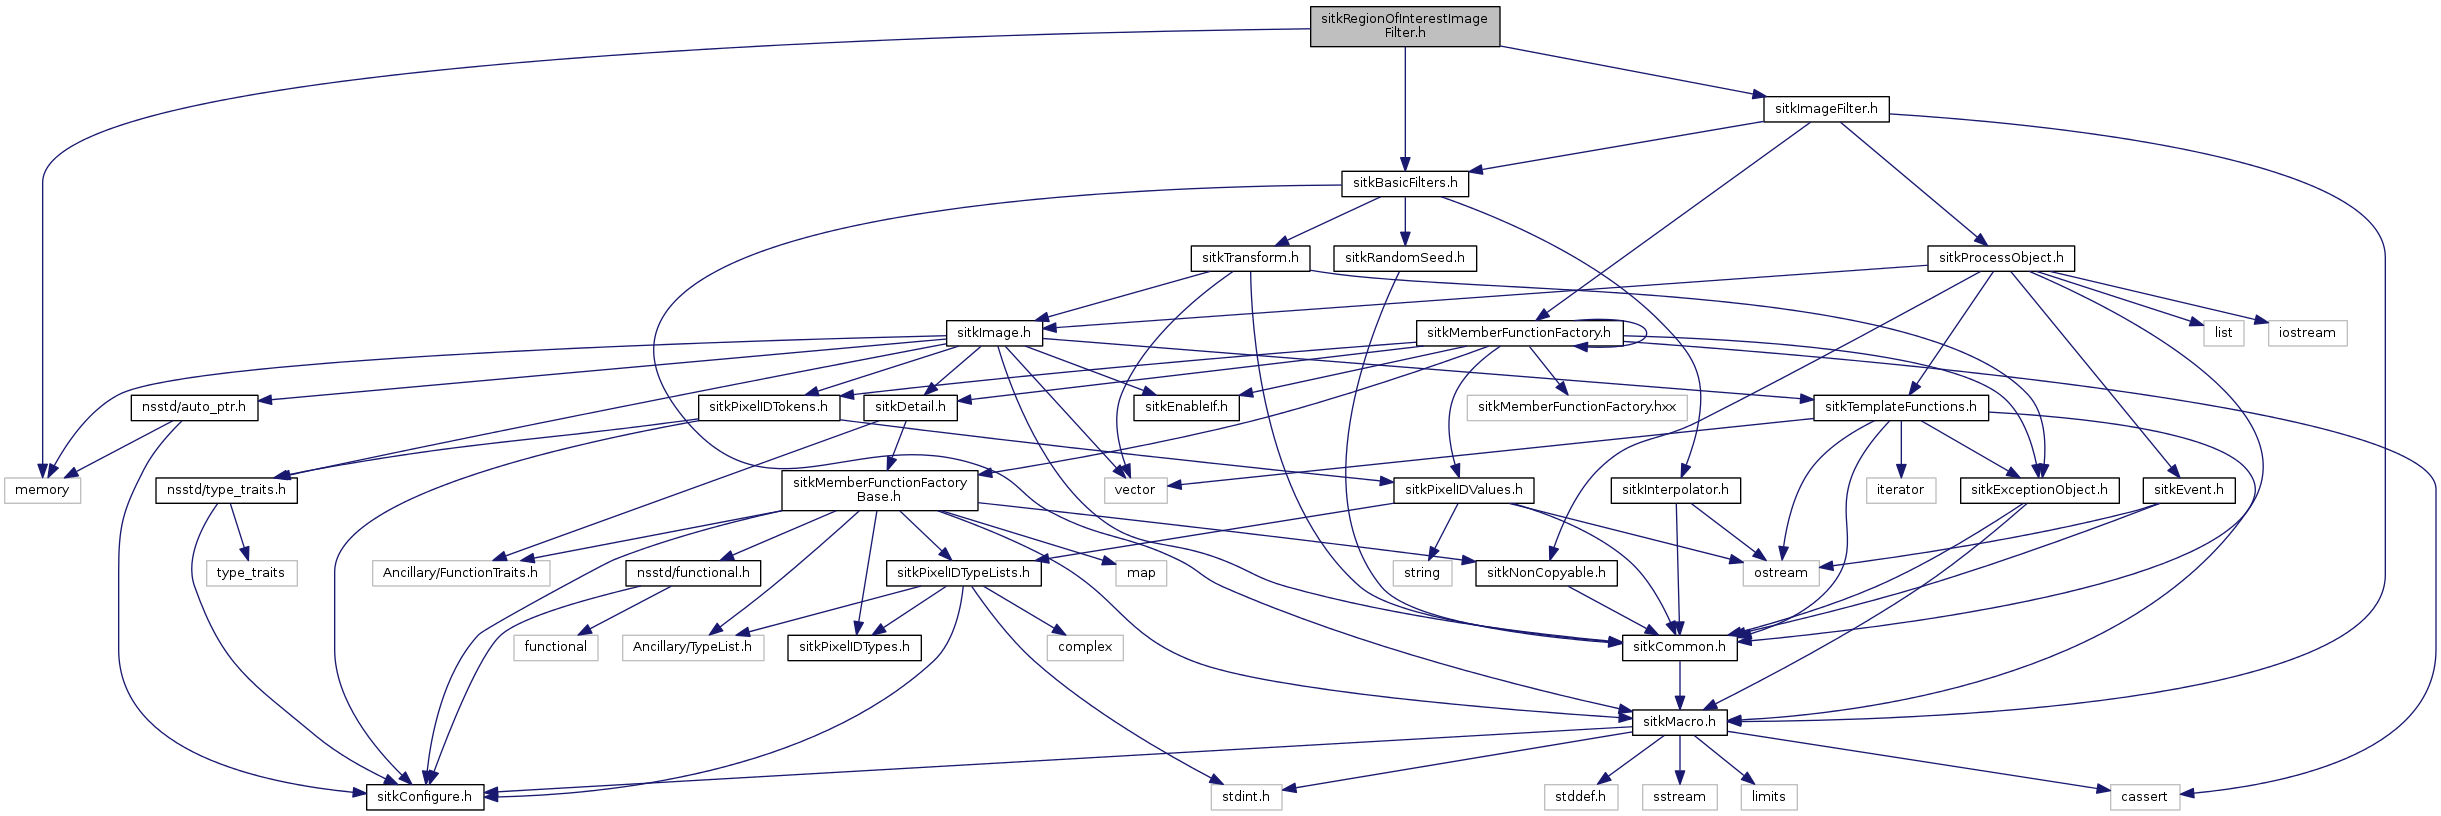 sitkRegionOfInterestImage
Filter.h
sitkImageFilter.h
sitkBasicFilters.h
sitkTransform.h
sitkRandomSeed.h
sitkProcessObject.h
sitkImage.h
sitkMemberFunctionFactory.h
list
iostream
nsstd/auto_ptr.h
sitkPixelIDTokens.h
sitkDetail.h
sitkEnableIf.h
sitkMemberFunctionFactory.hxx
sitkTemplateFunctions.h
memory
nsstd/type_traits.h
sitkMemberFunctionFactory
Base.h
vector
sitkPixelIDValues.h
sitkInterpolator.h
iterator
sitkExceptionObject.h
sitkEvent.h
type_traits
Ancillary/FunctionTraits.h
nsstd/functional.h
sitkPixelIDTypeLists.h
map
string
sitkNonCopyable.h
ostream
functional
Ancillary/TypeList.h
sitkPixelIDTypes.h
complex
sitkCommon.h
sitkMacro.h
sitkConfigure.h
stdint.h
stddef.h
sstream
limits
cassert